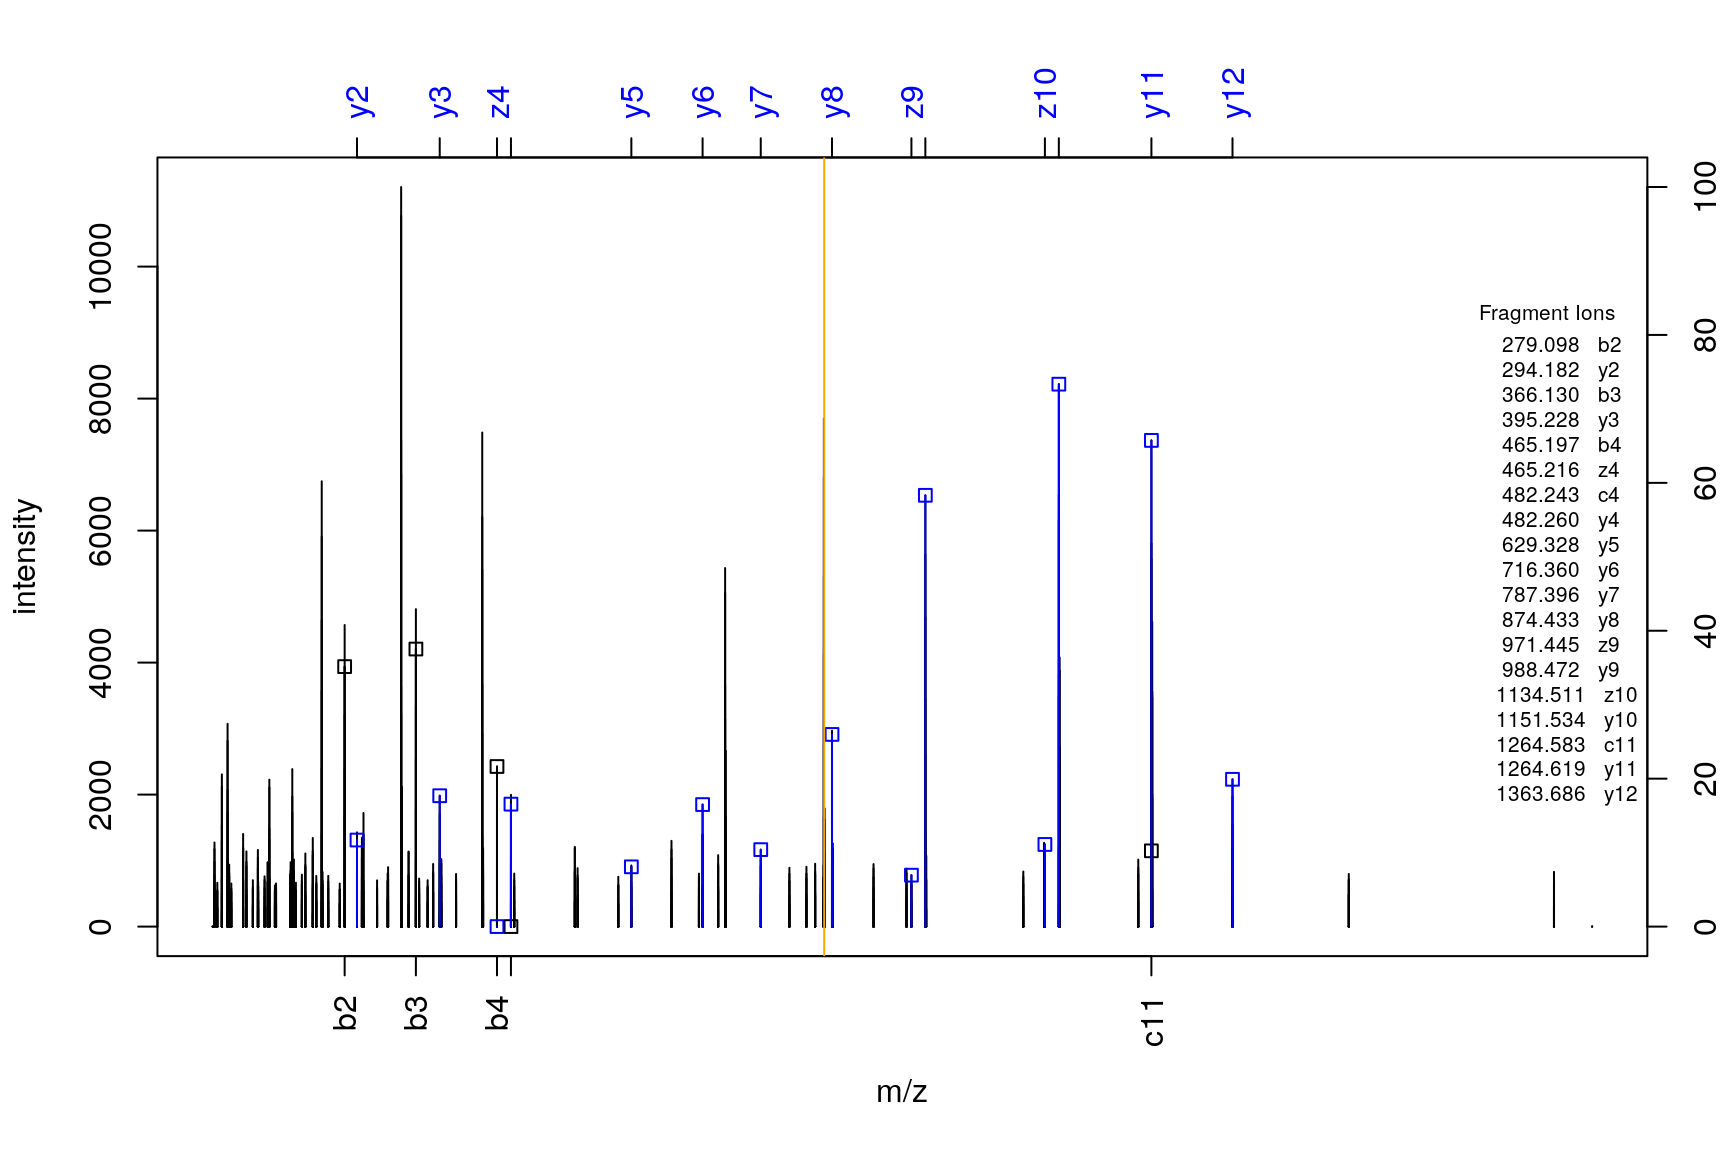 y2 y3 z4 y5 y6 y7 y8 z9 z10 y11 y12
intensity
0 2000 4000 6000 8000 10000
0 20 40 60 80 100
Fragment Ions
279.098 b2
294.182 y2
366.130 b3
395.228 y3
465.197 b4
465.216 z4
482.243 c4
482.260 y4
629.328 y5
716.360 y6
787.396 y7
874.433 y8
971.445 z9
988.472 y9
1134.511 z10
1151.534 y10
1264.583 c11
1264.619 y11
1363.686 y12
b2 b3 b4 c11
m/z